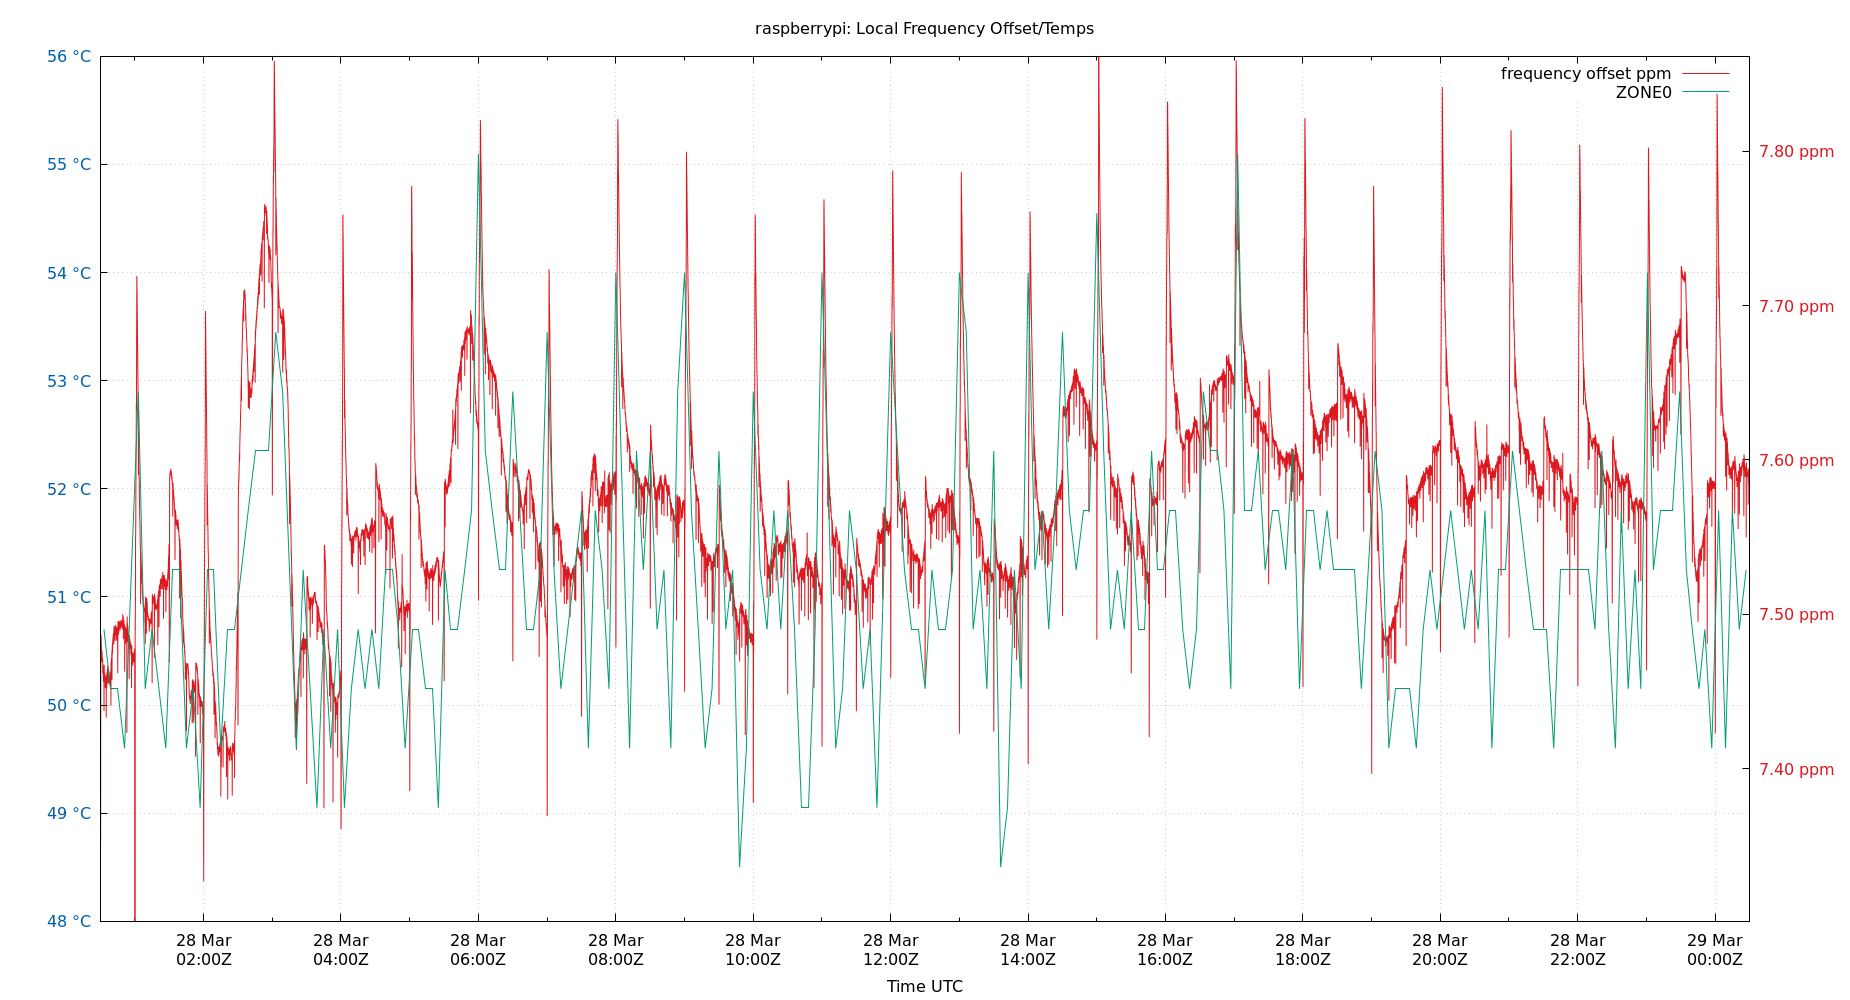 raspberrypi: Local Frequency Offset/Temps
frequency offset ppm
ZONE0
56 °C
55 °C
54 °C
53 °C
52 °C
51 °C
50 °C
49 °C
48 °C
7.80 ppm
7.70 ppm
7.60 ppm
7.50 ppm
7.40 ppm
28 Mar 28 Mar 28 Mar 28 Mar 28 Mar 28 Mar 28 Mar 28 Mar 28 Mar 28 Mar 28 Mar 29 Mar
02:00Z 04:00Z 06:00Z 08:00Z 10:00Z 12:00Z 14:00Z 16:00Z 18:00Z 20:00Z 22:00Z 00:00Z
Time UTC